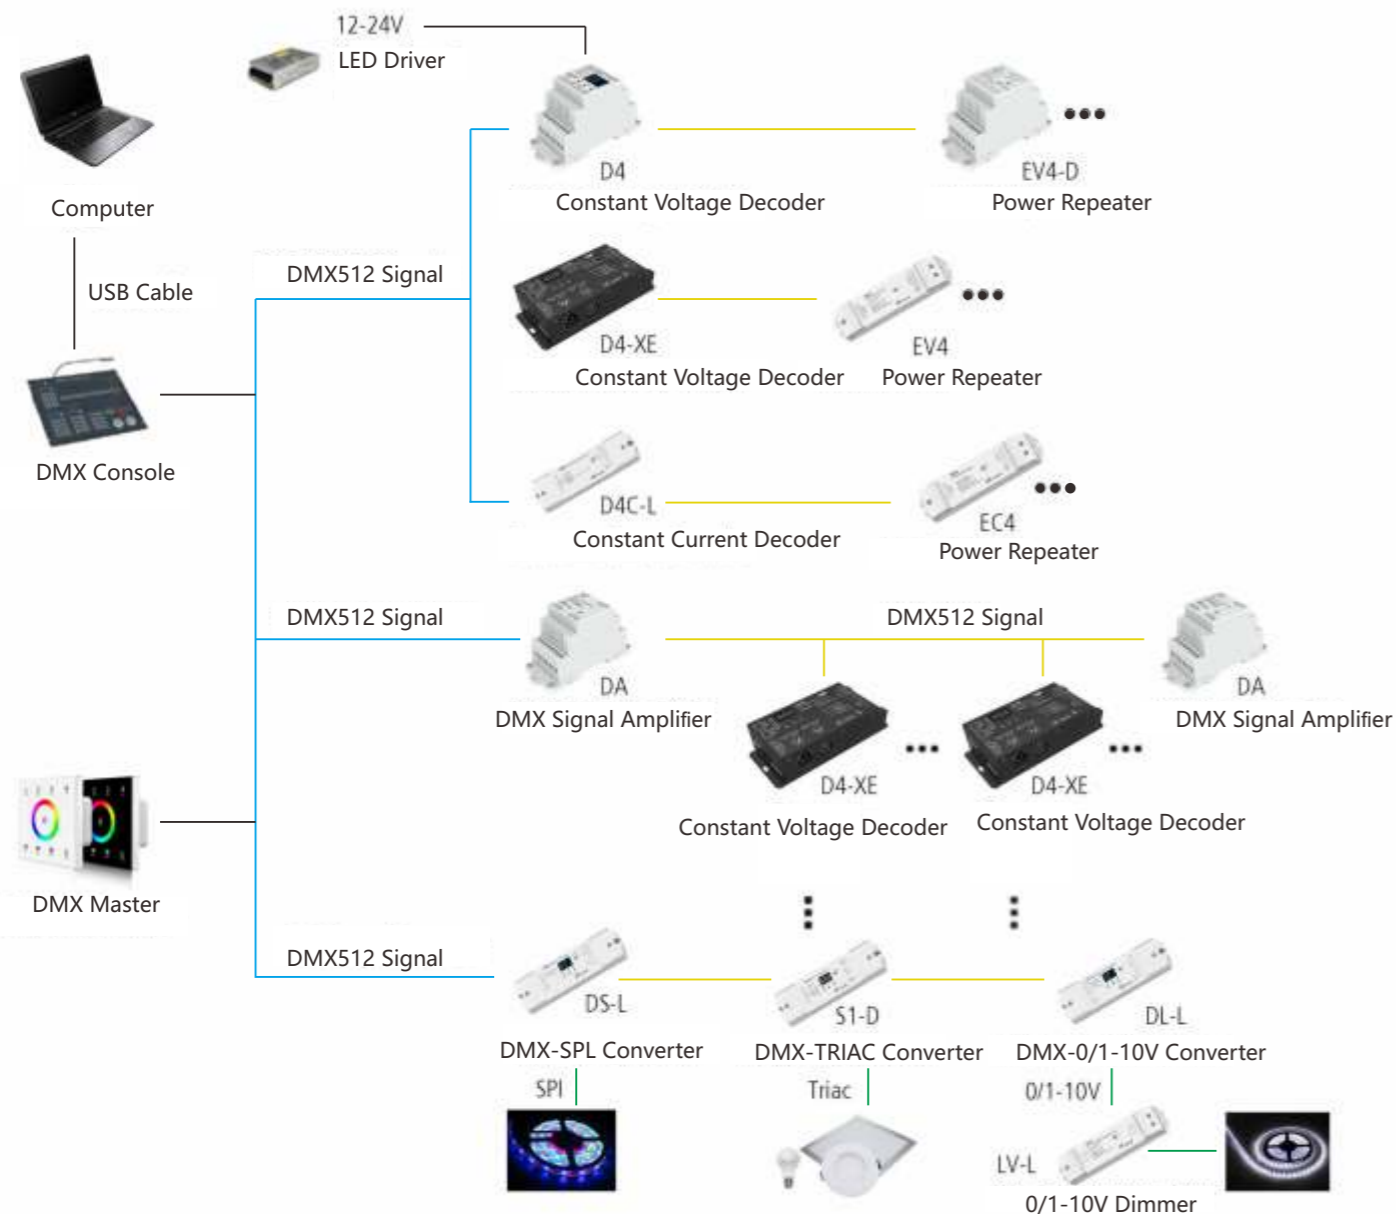 12-24V
LED Driver
Computer
USB Cable
DMX Console
DMX Master
DMX512 Signal
D4
Constant Voltage Decoder
EV4-D
Power Repeater
D4-XE
Constant Voltage Decoder
EV4
Power Repeater
D4C-L
Constant Current Decoder
EC4
Power Repeater
DMX512 Signal
DA
DMX Signal Amplifier
DMX512 Signal
DA
DMX Signal Amplifier
D4-XE
Constant Voltage Decoder
D4-XE
Constant Voltage Decoder
DMX512 Signal
DS-L
DMX-SPL Converter
S1-D
DMX-TRIAC Converter
DL-L
DMX-0/1-10V Converter
SPI
Triac
0/1-10V
LV-L
0/1-10V Dimmer